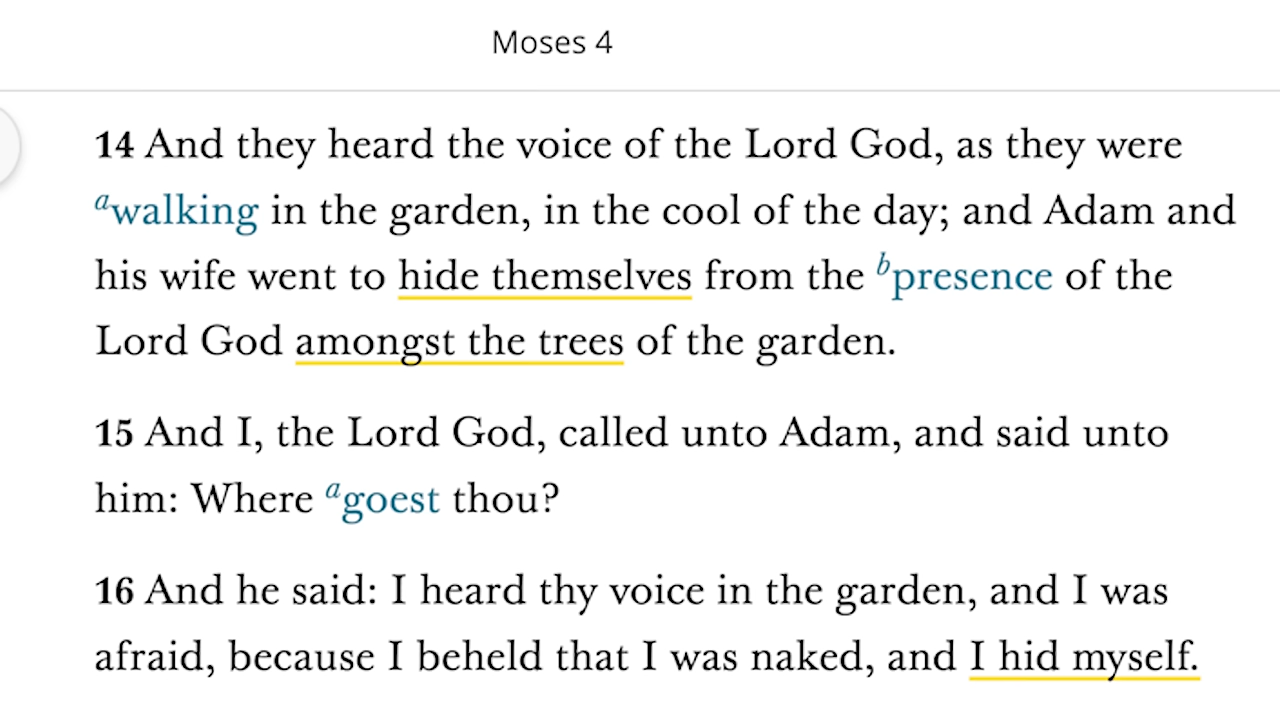 Moses 4
14 And they heard the voice of the Lord God, as they were
a walking in the garden, in the cool of the day; and Adam and
his wife went to hide themselves from the b presence of the
Lord God amongst the trees of the garden.
15 And I, the Lord God, called unto Adam, and said unto
him: Where a goest thou?
16 And he said: I heard thy voice in the garden, and I was
afraid, because I beheld that I was naked, and I hid myself.